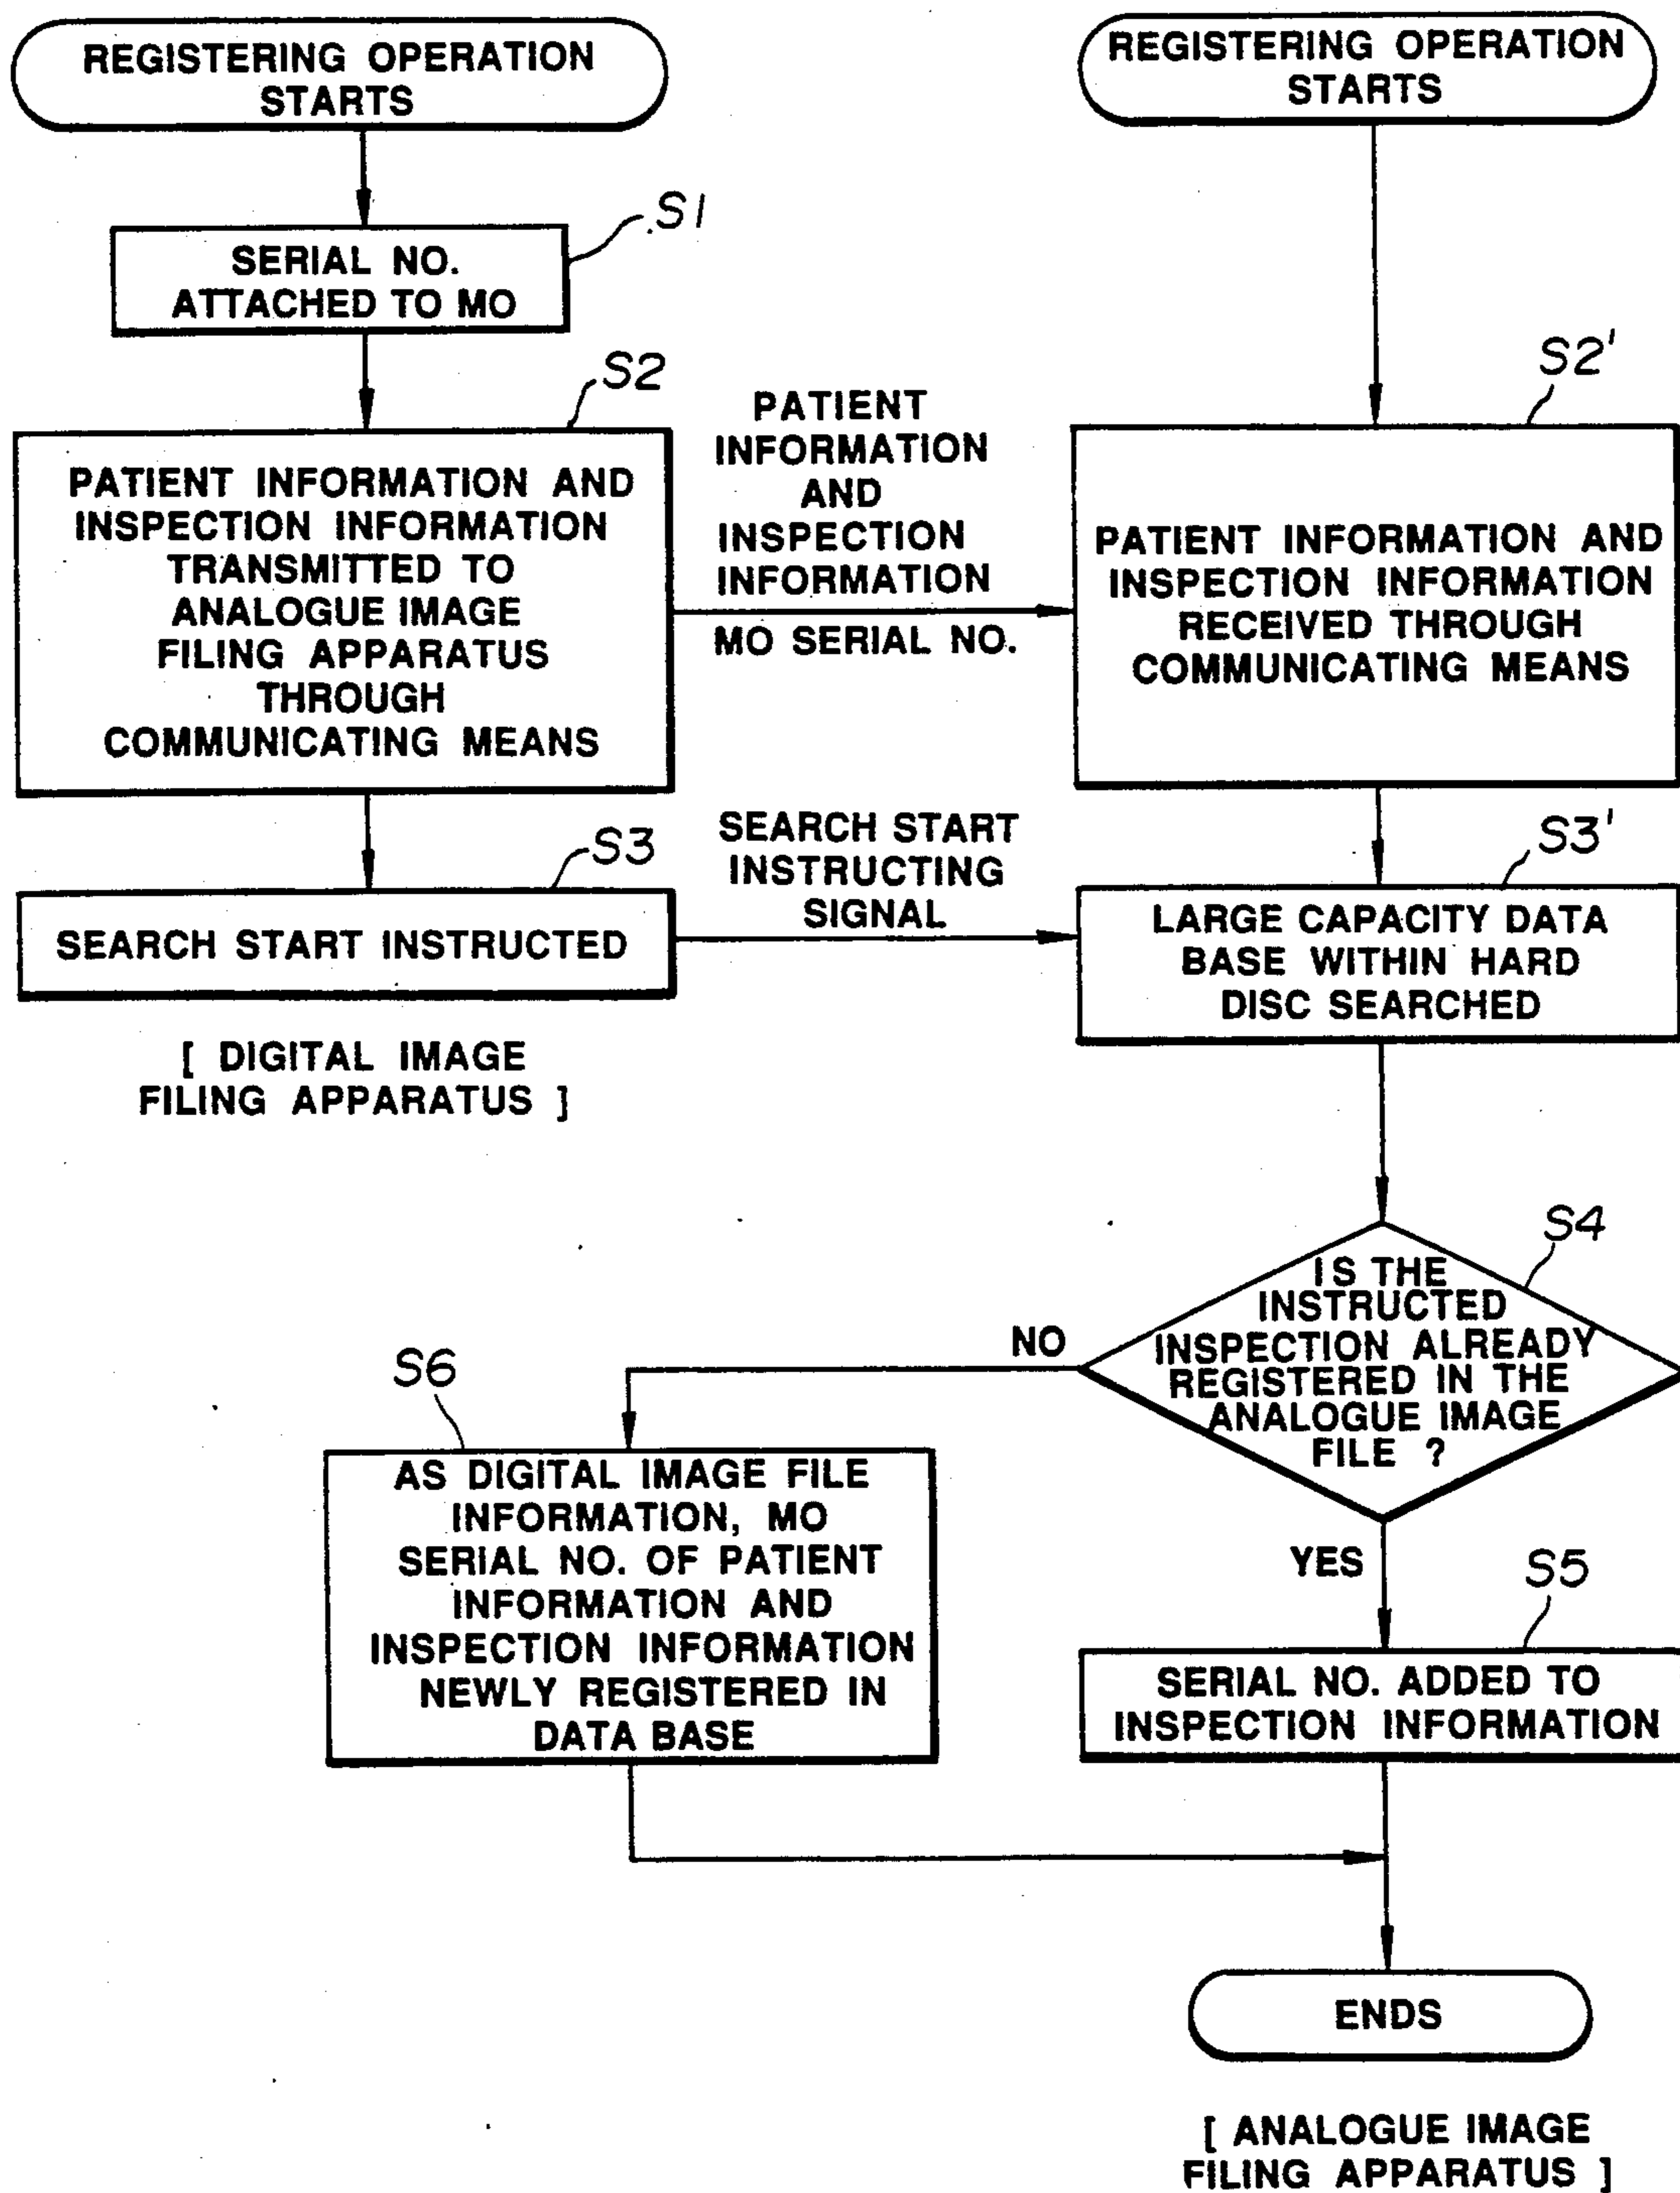 REGISTERING OPERATION
STARTS
S1
SERIAL NO.
ATTACHED TO MO
S2
PATIENT INFORMATION AND
INSPECTION INFORMATION
TRANSMITTED TO
ANALOGUE IMAGE
FILING APPARATUS
THROUGH
COMMUNICATING MEANS
PATIENT
INFORMATION
AND
INSPECTION
INFORMATION
MO SERIAL NO.
S3
SEARCH START INSTRUCTED
SEARCH START
INSTRUCTING
SIGNAL
[ DIGITAL IMAGE
FILING APPARATUS ]
REGISTERING OPERATION
STARTS
S2'
PATIENT INFORMATION AND
INSPECTION INFORMATION
RECEIVED THROUGH
COMMUNICATING MEANS
S3'
LARGE CAPACITY DATA
BASE WITHIN HARD
DISC SEARCHED
S4
IS THE
INSTRUCTED
INSPECTION ALREADY
REGISTERED IN THE
ANALOGUE IMAGE
FILE ?
NO
S6
AS DIGITAL IMAGE FILE
INFORMATION, MO
SERIAL NO. OF PATIENT
INFORMATION AND
INSPECTION INFORMATION
NEWLY REGISTERED IN
DATA BASE
YES
S5
SERIAL NO. ADDED TO
INSPECTION INFORMATION
ENDS
[ ANALOGUE IMAGE
FILING APPARATUS ]